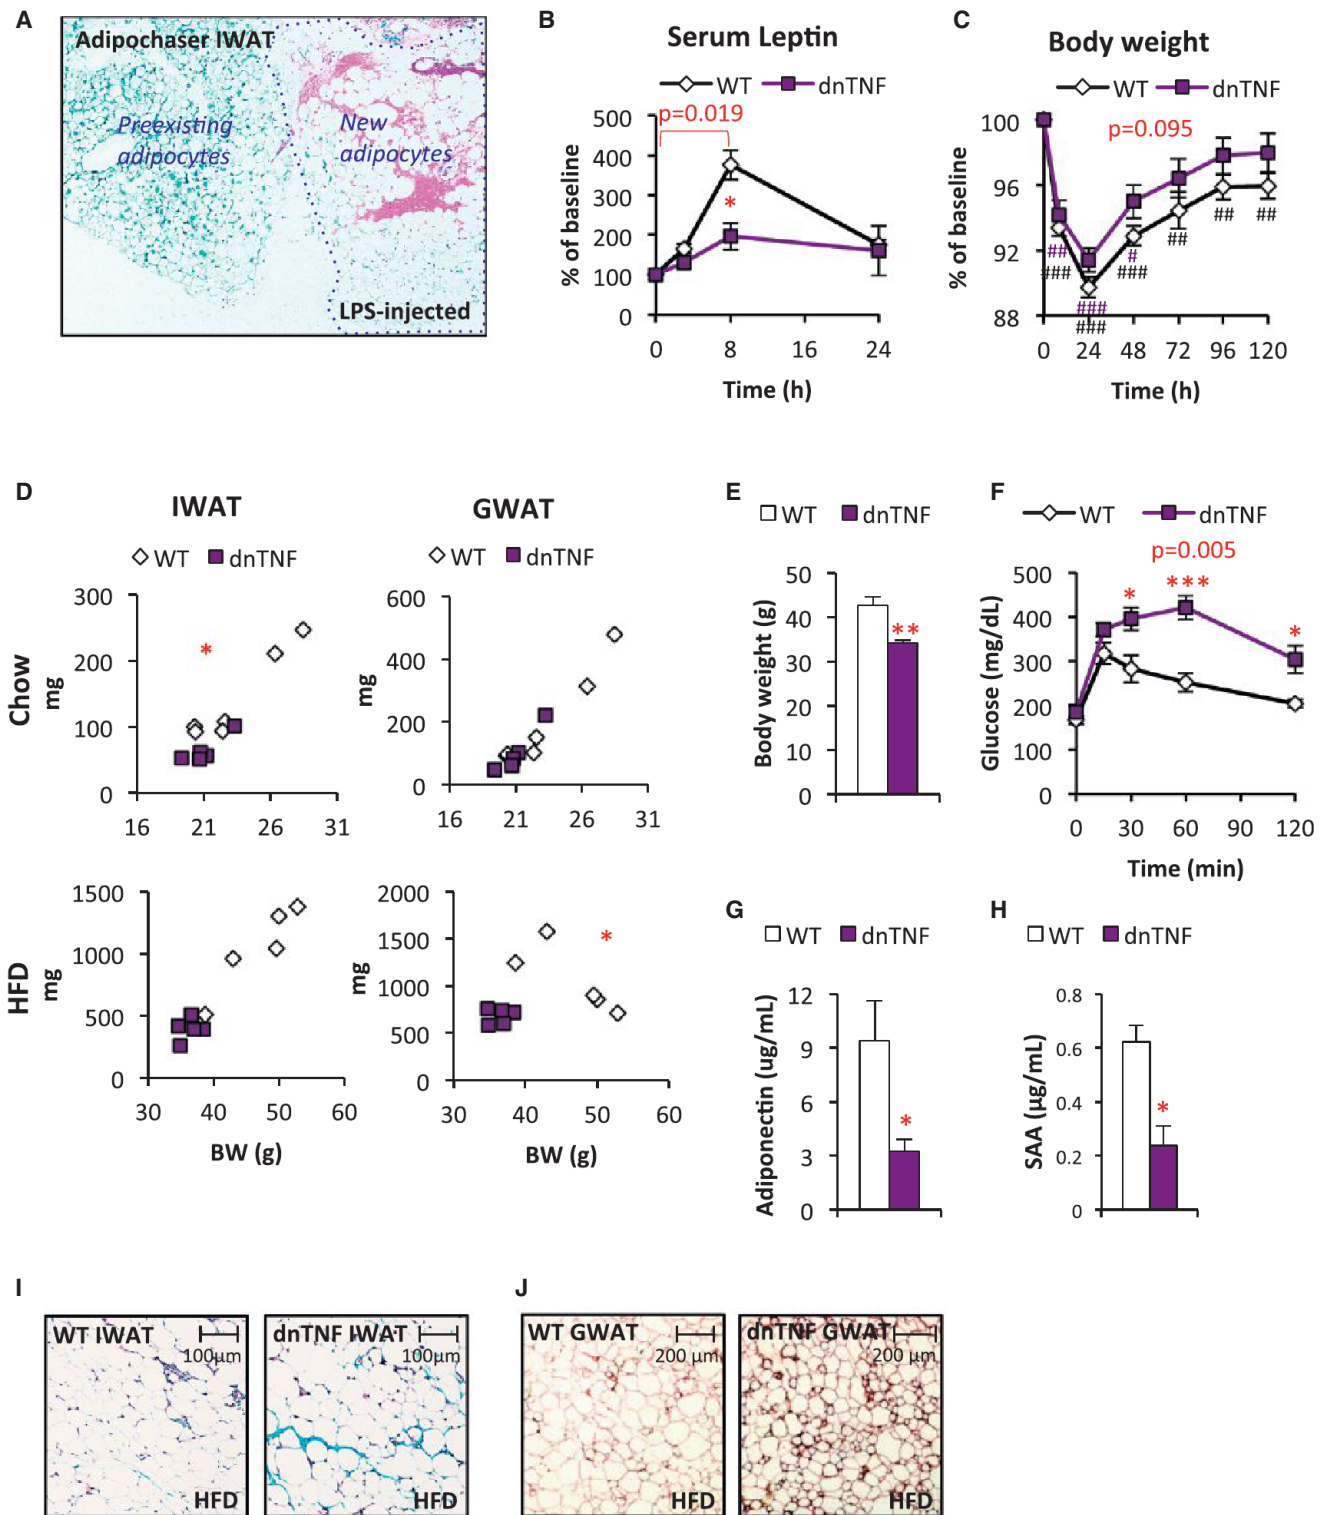 A
Adipochaser IWAT
Preexisting
adipocytes
New
adipocytes
LPS-injected
B
Serum Leptin
WT dnTNF
p=0.019
*
% of baseline
500
400
300
200
100
0
0 8 16 24
Time (h)
C
Body weight
WT dnTNF
p=0.095
% of baseline
100
96
92
88
##
###
###
###
#
###
##
##
##
0 24 48 72 96 120
Time (h)
D
IWAT
WT dnTNF
Chow
mg
300
200
100
0
*
16 21 26 31
GWAT
WT dnTNF
mg
600
400
200
0
16 21 26 31
HFD
mg
1500
1000
500
0
30 40 50 60
BW (g)
mg
2000
1500
1000
500
0
*
30 40 50 60
BW (g)
E
WT dnTNF
Body weight (g)
50
40
30
20
10
0
**
F
WT dnTNF
p=0.005
* *** *
Glucose (mg/dL)
500
400
300
200
100
0
0 30 60 90 120
Time (min)
G
WT dnTNF
Adiponectin (ug/mL)
12
9
6
3
0
*
H
WT dnTNF
SAA (µg/mL)
0.8
0.6
0.4
0.2
0
*
I
WT IWAT
100µm
HFD
dnTNF IWAT
100µm
HFD
J
WT GWAT
200 µm
HFD
dnTNF GWAT
200 µm
HFD